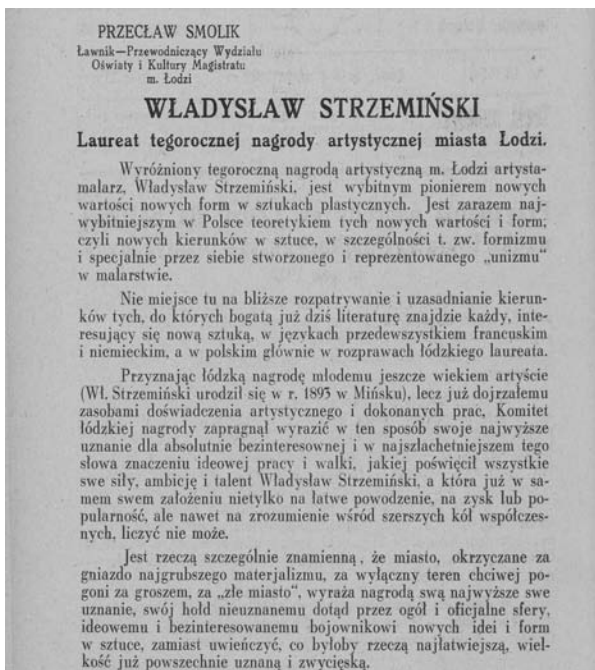 PRZECŁAW SMOLIK
Ławnik—Przewodniczący Wydziału
Oświaty i Kultury Magistratu
m. Łodzi
WŁADYSŁAW STRZEMIŃSKI
Laureat tegorocznej nagrody artystycznej miasta Łodzi.
Wyróżniony tegoroczną nagrodą artystyczną m. Łodzi artysta-
malarz, Władysław Strzemiński, jest wybitnym pionierem nowych
wartości nowych form w sztukach plastycznych. Jest zarazem naj-
wybitniejszym w Polsce teoretykiem tych nowych wartości i form,
czyli nowych kierunków w sztuce, w szczególności t. zw. formizmu
i specjalnie przez siebie stworzonego i reprezentowanego „unizmu"
w malarstwie.
Nie miejsce tu na bliższe rozpatrywanie i uzasadnianie kierun-
ków tych, do których bogatą już dziś literaturę znajdzie każdy, inte-
resujący się nową sztuką, w językach przedewszystkiem francuskim
i niemieckim, a w polskim głównie w rozprawach łódzkiego laureata.
Przyznając łódzką nagrodę młodemu jeszcze wiekiem artyście
(Wł. Strzemiński urodził się w r. 1893 w Mińsku), lecz już dojrzałemu
zasobami doświadczenia artystycznego i dokonanych prac, Komitet
łódzkiej nagrody zapragnął wyrazić w ten sposób swoje najwyższe
uznanie dla absolutnie bezinteresownej i w najszlachetniejszem tego
słowa znaczeniu ideowej pracy i walki, jakiej poświęcił wszystkie
swe siły, ambicję i talent Władysław Strzemiński, a która już w sa-
mem swem założeniu nietylko na łatwe powodzenie, na zysk lub po-
pularność, ale nawet na zrozumienie wśród szerszych kół współczes-
nych, liczyć nie może.
Jest rzeczą szczególnie znamienną, że miasto, okrzyczane za
gniazdo najgrubszego materjalizmu, za wyłączny teren chciwej po-
goni za groszem, za „złe miasto", wyraża nagrodą swą najwyższe swe
uznanie, swój hołd nieuznanemu dotąd przez ogół i oficjalne sfery,
ideowemu i bezinteresowanemu bojownikowi nowych idei i form
w sztuce, zamiast uwieńczyć, co byłoby rzeczą najłatwiejszą, wiel-
kość już powszechnie uznaną i zwycięską.